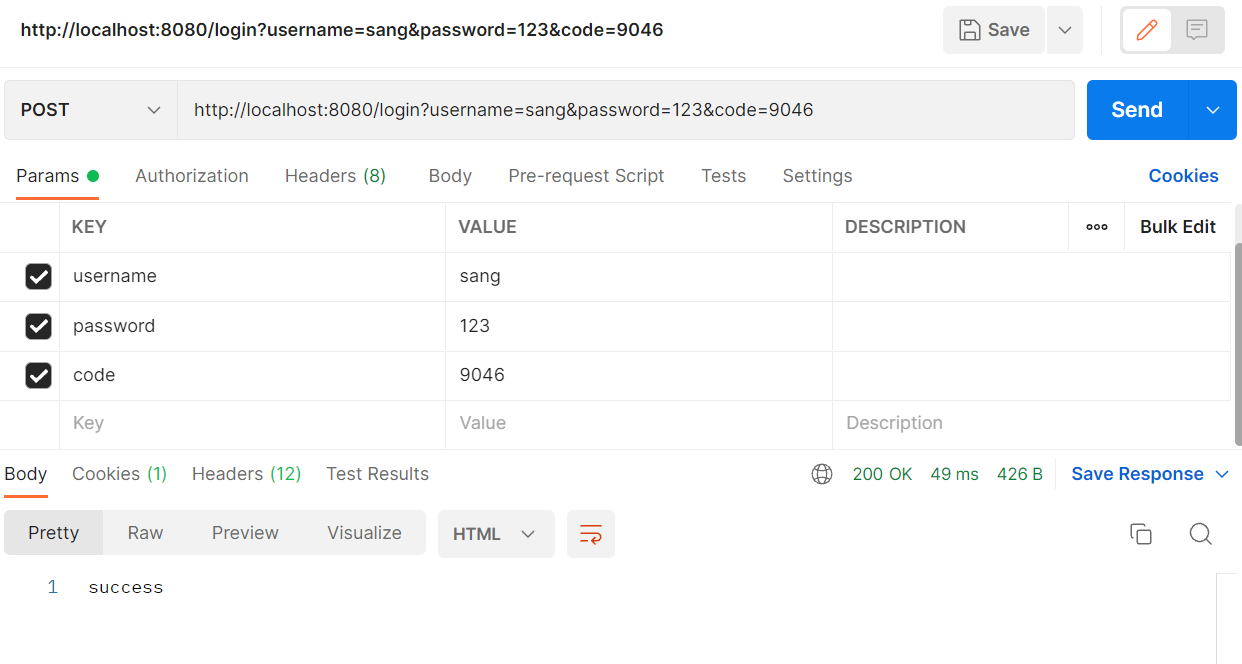 http://localhost:8080/login?username=sang&password=123&code=9046 Save
POST http://localhost:8080/login?username=sang&password=123&code=9046 Send
Params Authorization Headers (8) Body Pre-request Script Tests Settings Cookies
KEY VALUE DESCRIPTION Bulk Edit
username sang
password 123
code 9046
Key Value Description
Body Cookies (1) Headers (12) Test Results 200 OK 49 ms 426 B Save Response
Pretty Raw Preview Visualize HTML
1 success